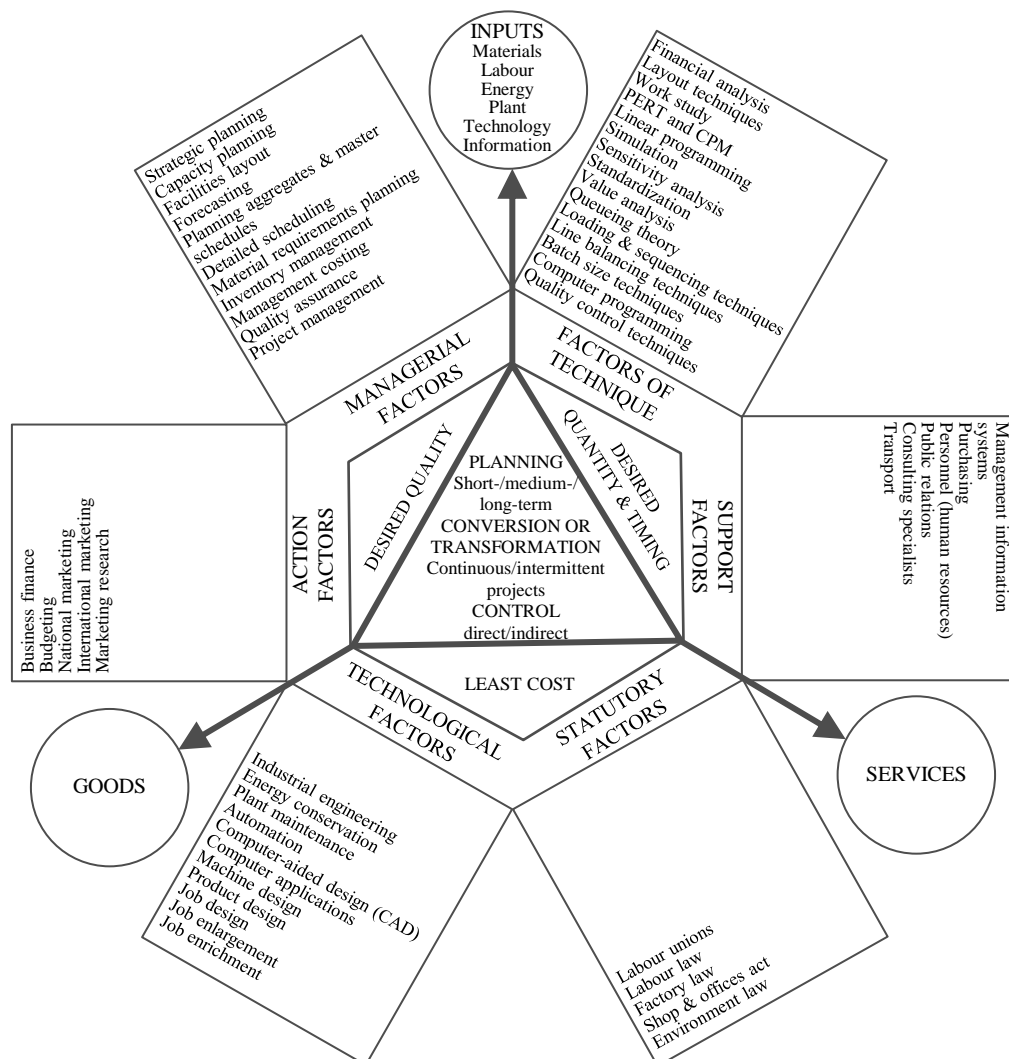 INPUTS
Materials
Labour
Energy
Plant
Technology
Information
Strategic planning
Capacity planning
Facilities layout
Forecasting
Planning aggregates & master
schedules
Detailed scheduling
Material requirements planning
Inventory management
Management costing
Quality assurance
Project management
MANAGERIAL
FACTORS
Financial analysis
Layout techniques
Work study
PERT and CPM
Linear programming
Simulation
Sensitivity analysis
Standardization
Value analysis
Queueing theory
Loading & sequencing techniques
Line balancing techniques
Batch size techniques
Computer programming
Quality control techniques
FACTORS OF
TECHNIQUE
Business finance
Budgeting
National marketing
International marketing
Marketing research
ACTION
FACTORS
DESIRED QUALITY
PLANNING
Short-/medium-/
long-term
CONVERSION OR
TRANSFORMATION
Continuous/intermittent
projects
CONTROL
direct/indirect
DESIRED
QUANTITY & TIMING
SUPPORT
FACTORS
Management information
systems
Purchasing
Personnel (human resources)
Public relations
Consulting specialists
Transport
LEAST COST
TECHNOLOGICAL
FACTORS
STATUTORY
FACTORS
GOODS
SERVICES
Industrial engineering
Energy conservation
Plant maintenance
Automation
Computer-aided design (CAD)
Computer applications
Machine design
Product design
Job design
Job enlargement
Job enrichment
Labour unions
Labour law
Factory law
Shop & offices act
Environment law